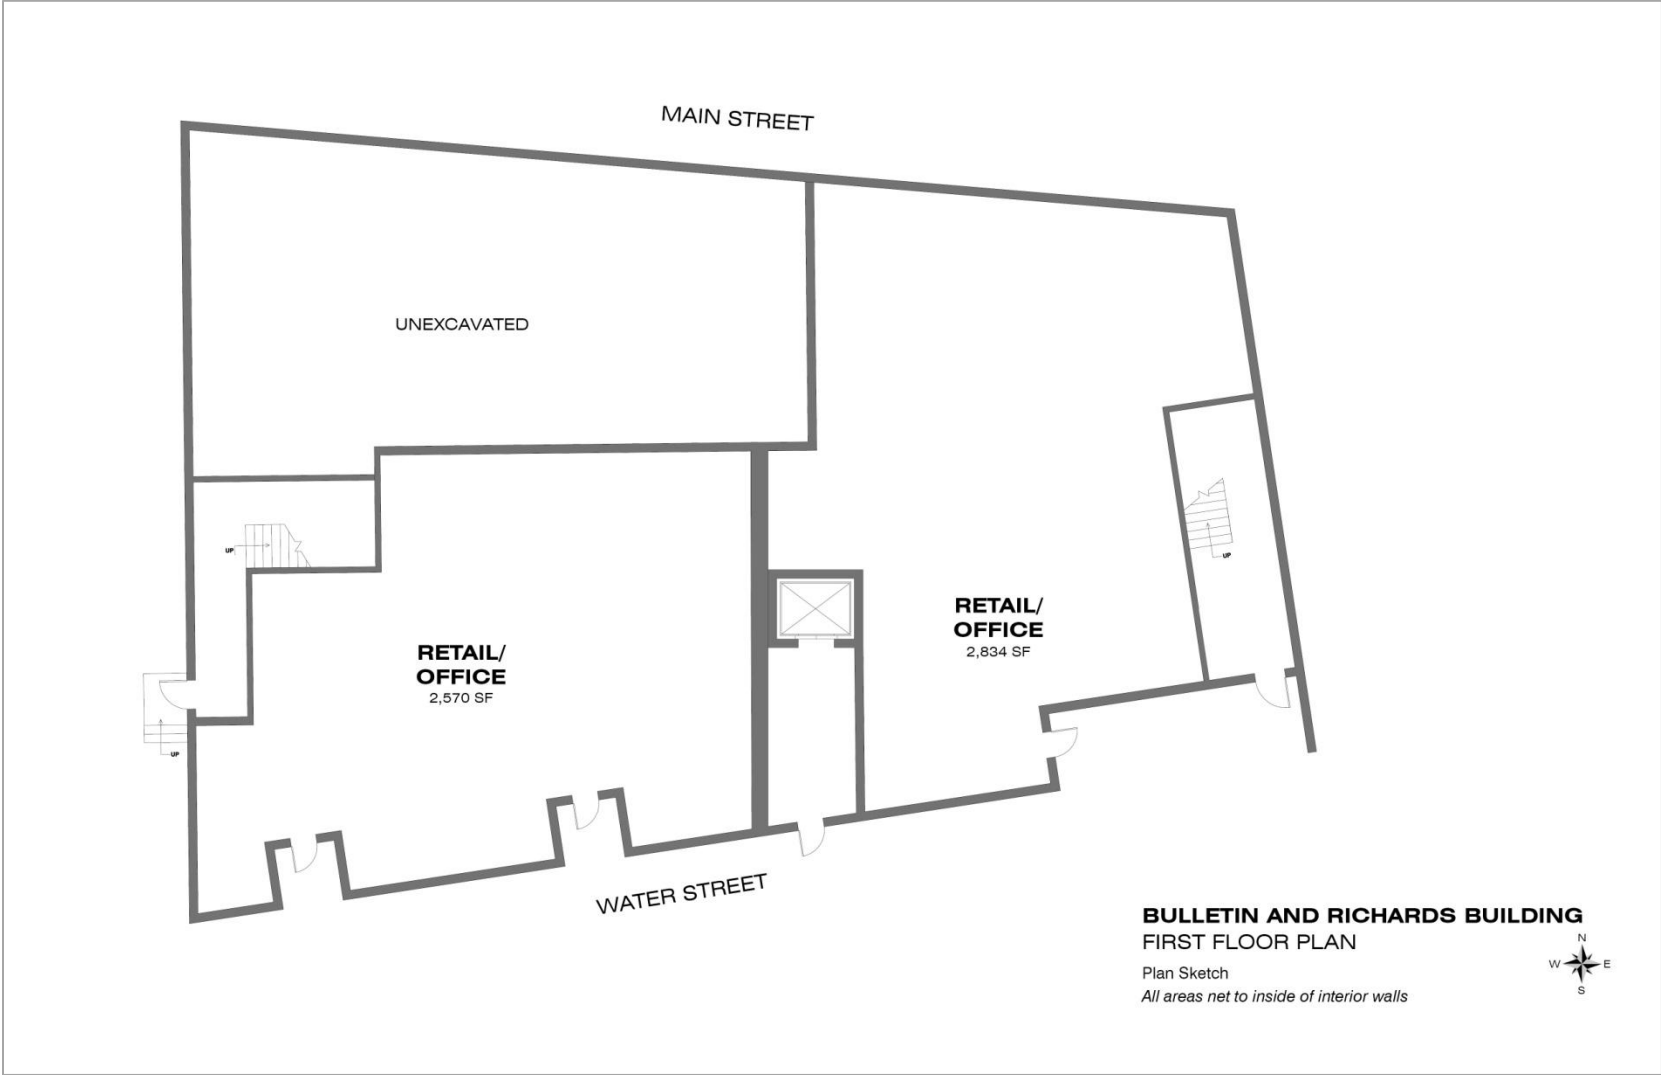 MAIN STREET
UNEXCAVATED
UP
UP
RETAIL/
OFFICE
2,834 SF
RETAIL/
OFFICE
2,570 SF
UP
WATER STREET
BULLETIN AND RICHARDS BUILDING
FIRST FLOOR PLAN
Plan Sketch
All areas net to inside of interior walls
N
W
E
S